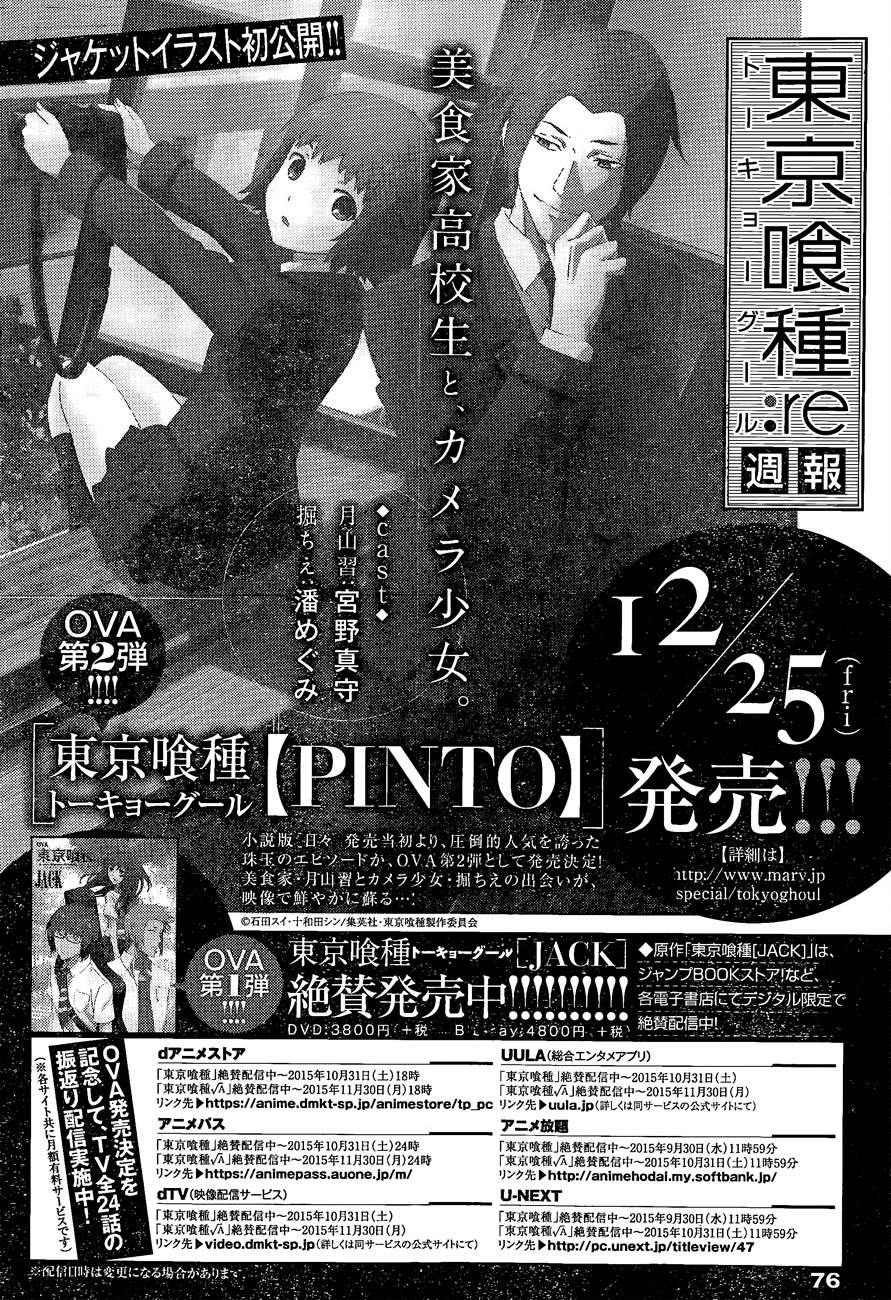 ジャケットイラスト初公開!!
東京喰種:re
トーキョーグール
週報
美食家高校生と、カメラ少女。
◆cast◆
月山習:宮野真守
掘ちえ:潘めぐみ
12/25(fri)
発売!!!
【詳細は】
http://www.marv.jp
special/tokyoghoul
OVA
第2弾
!!!!
[東京喰種
トーキョーグール
【PINTO】]
小説版「日々」発売当初より、圧倒的人気を誇った
珠玉のエピソードが、OVA第2弾として発売決定!
美食家・月山習とカメラ少女・掘ちえの出会いが、
映像で鮮やかに蘇る…!
©石田スイ・十和田シン/集英社・東京喰種製作委員会
OVA
東京喰種
JACK
OVA
第1弾
!!!!
東京喰種トーキョーグール[JACK]
絶賛発売中!!!!!!!!!!
DVD:3800円 +税 Blu-ray:4800円 +税
◆原作「東京喰種[JACK]」は、
ジャンプBOOKストア!など、
各電子書店にてデジタル限定で
絶賛配信中!
OVA発売決定を
記念して、TV全24話の
振返り配信実施中!
(※各サイト共に月額有料サービスです)
dアニメストア
「東京喰種」絶賛配信中〜2015年10月31日(土)18時
「東京喰種√A」絶賛配信中〜2015年11月30日(月)18時
リンク先▶https://anime.dmkt-sp.jp/animestore/tp_pc
アニメパス
「東京喰種」絶賛配信中〜2015年10月31日(土)24時
「東京喰種√A」絶賛配信中〜2015年11月30日(月)24時
リンク先▶https://animepass.auone.jp/m/
dTV(映像配信サービス)
「東京喰種」絶賛配信中〜2015年10月31日(土)
「東京喰種√A」絶賛配信中〜2015年11月30日(月)
リンク先▶video.dmkt-sp.jp(詳しくは同サービスの公式サイトにて)
UULA(総合エンタメアプリ)
「東京喰種」絶賛配信中〜2015年10月31日(土)
「東京喰種√A」絶賛配信中〜2015年11月30日(月)
リンク先▶uula.jp(詳しくは同サービスの公式サイトにて)
アニメ放題
「東京喰種」絶賛配信中〜2015年9月30日(水)11時59分
「東京喰種√A」絶賛配信中〜2015年10月31日(土)11時59分
リンク先▶http://animehodai.my.softbank.jp/
U-NEXT
「東京喰種」絶賛配信中〜2015年9月30日(水)11時59分
「東京喰種√A」絶賛配信中〜2015年10月31日(土)11時59分
リンク先▶http://pc.unext.jp/titleview/47
※配信日時は変更になる場合があります
76